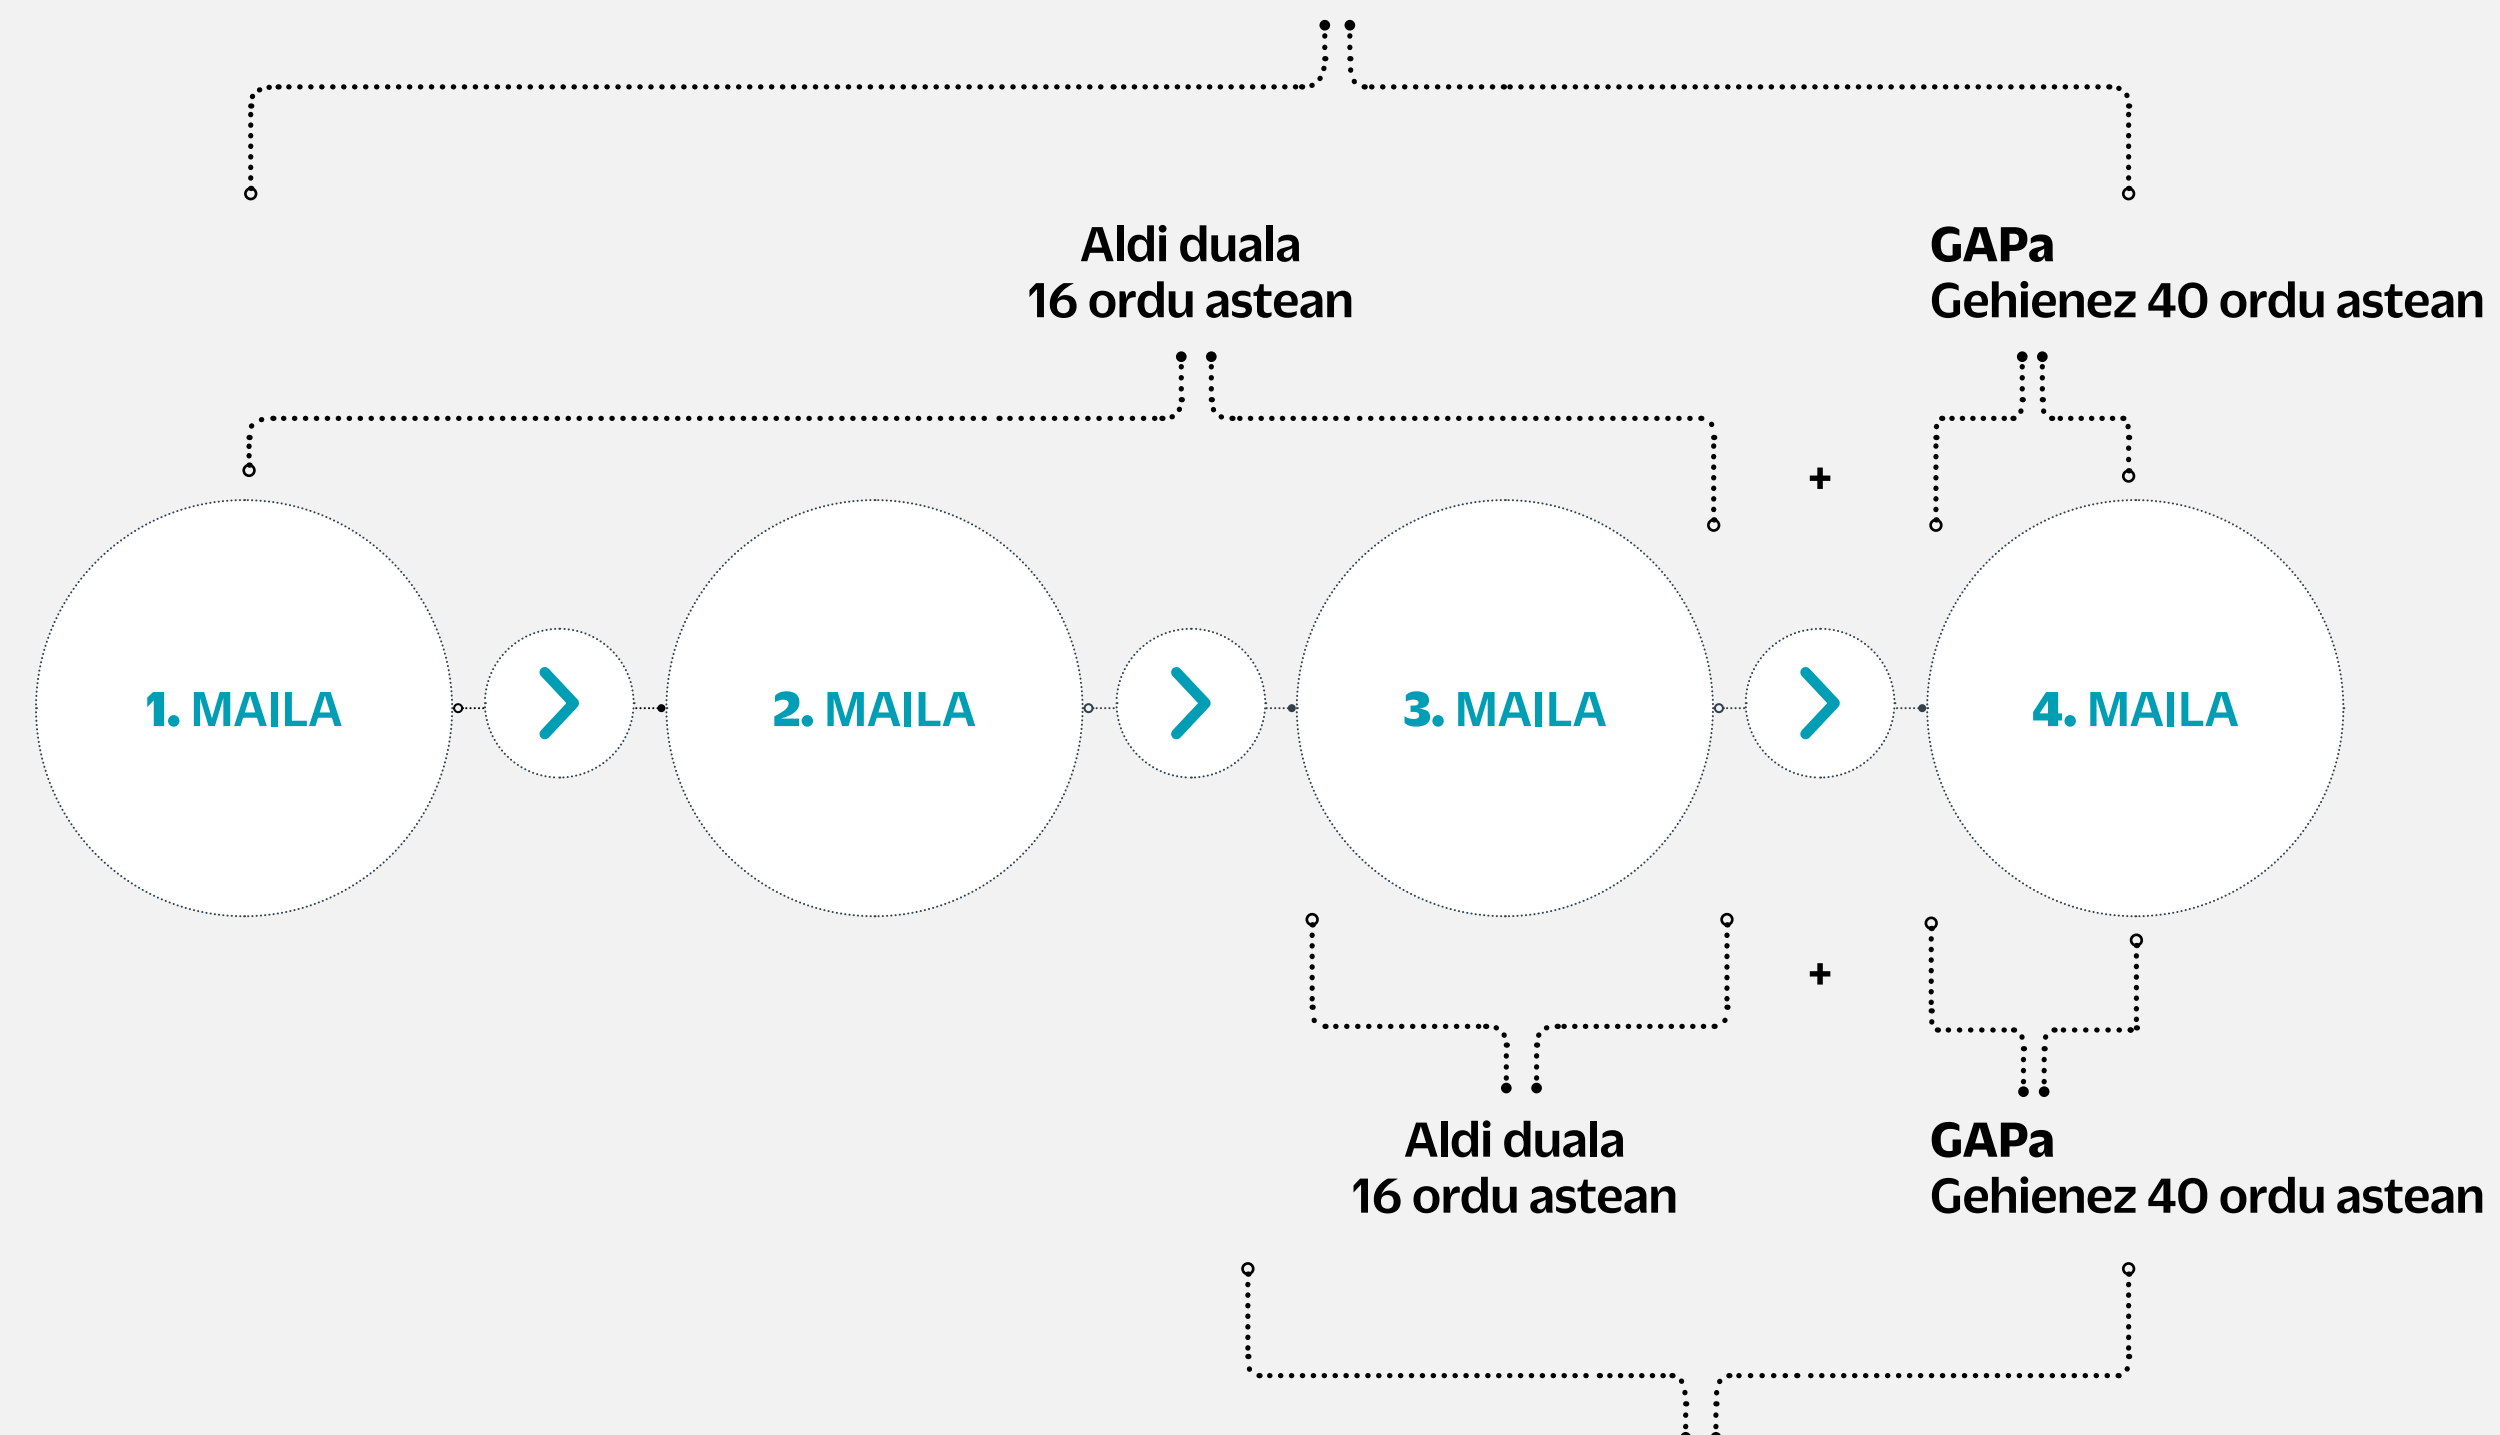 Aldi duala
16 ordu astean
GAPa
Gehienez 40 ordu astean
+
1. MAILA
2. MAILA
3. MAILA
4. MAILA
+
Aldi duala
16 ordu astean
GAPa
Gehienez 40 ordu astean